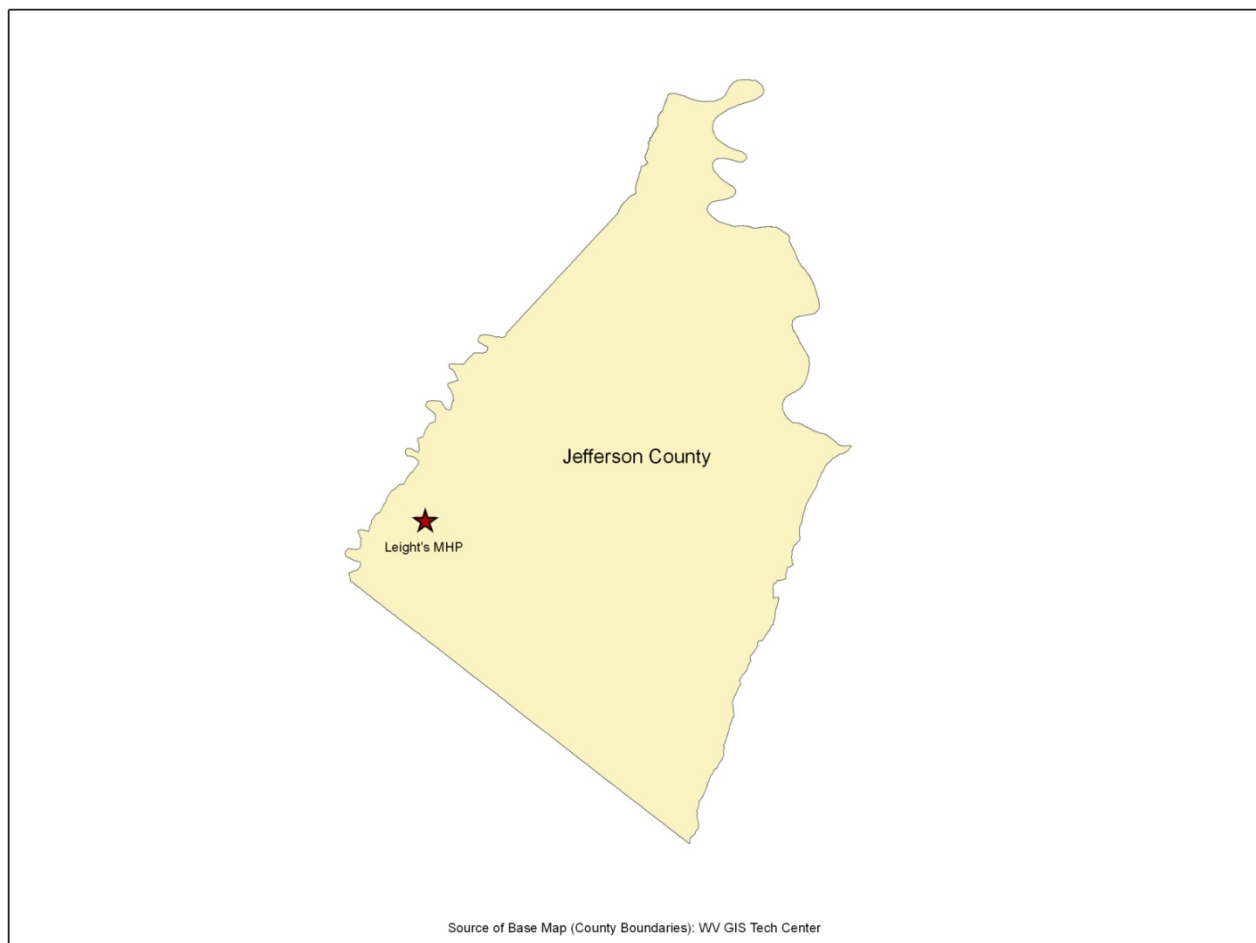 Jefferson County
Leight's MHP
Source of Base Map (County Boundaries): WV GIS Tech Center